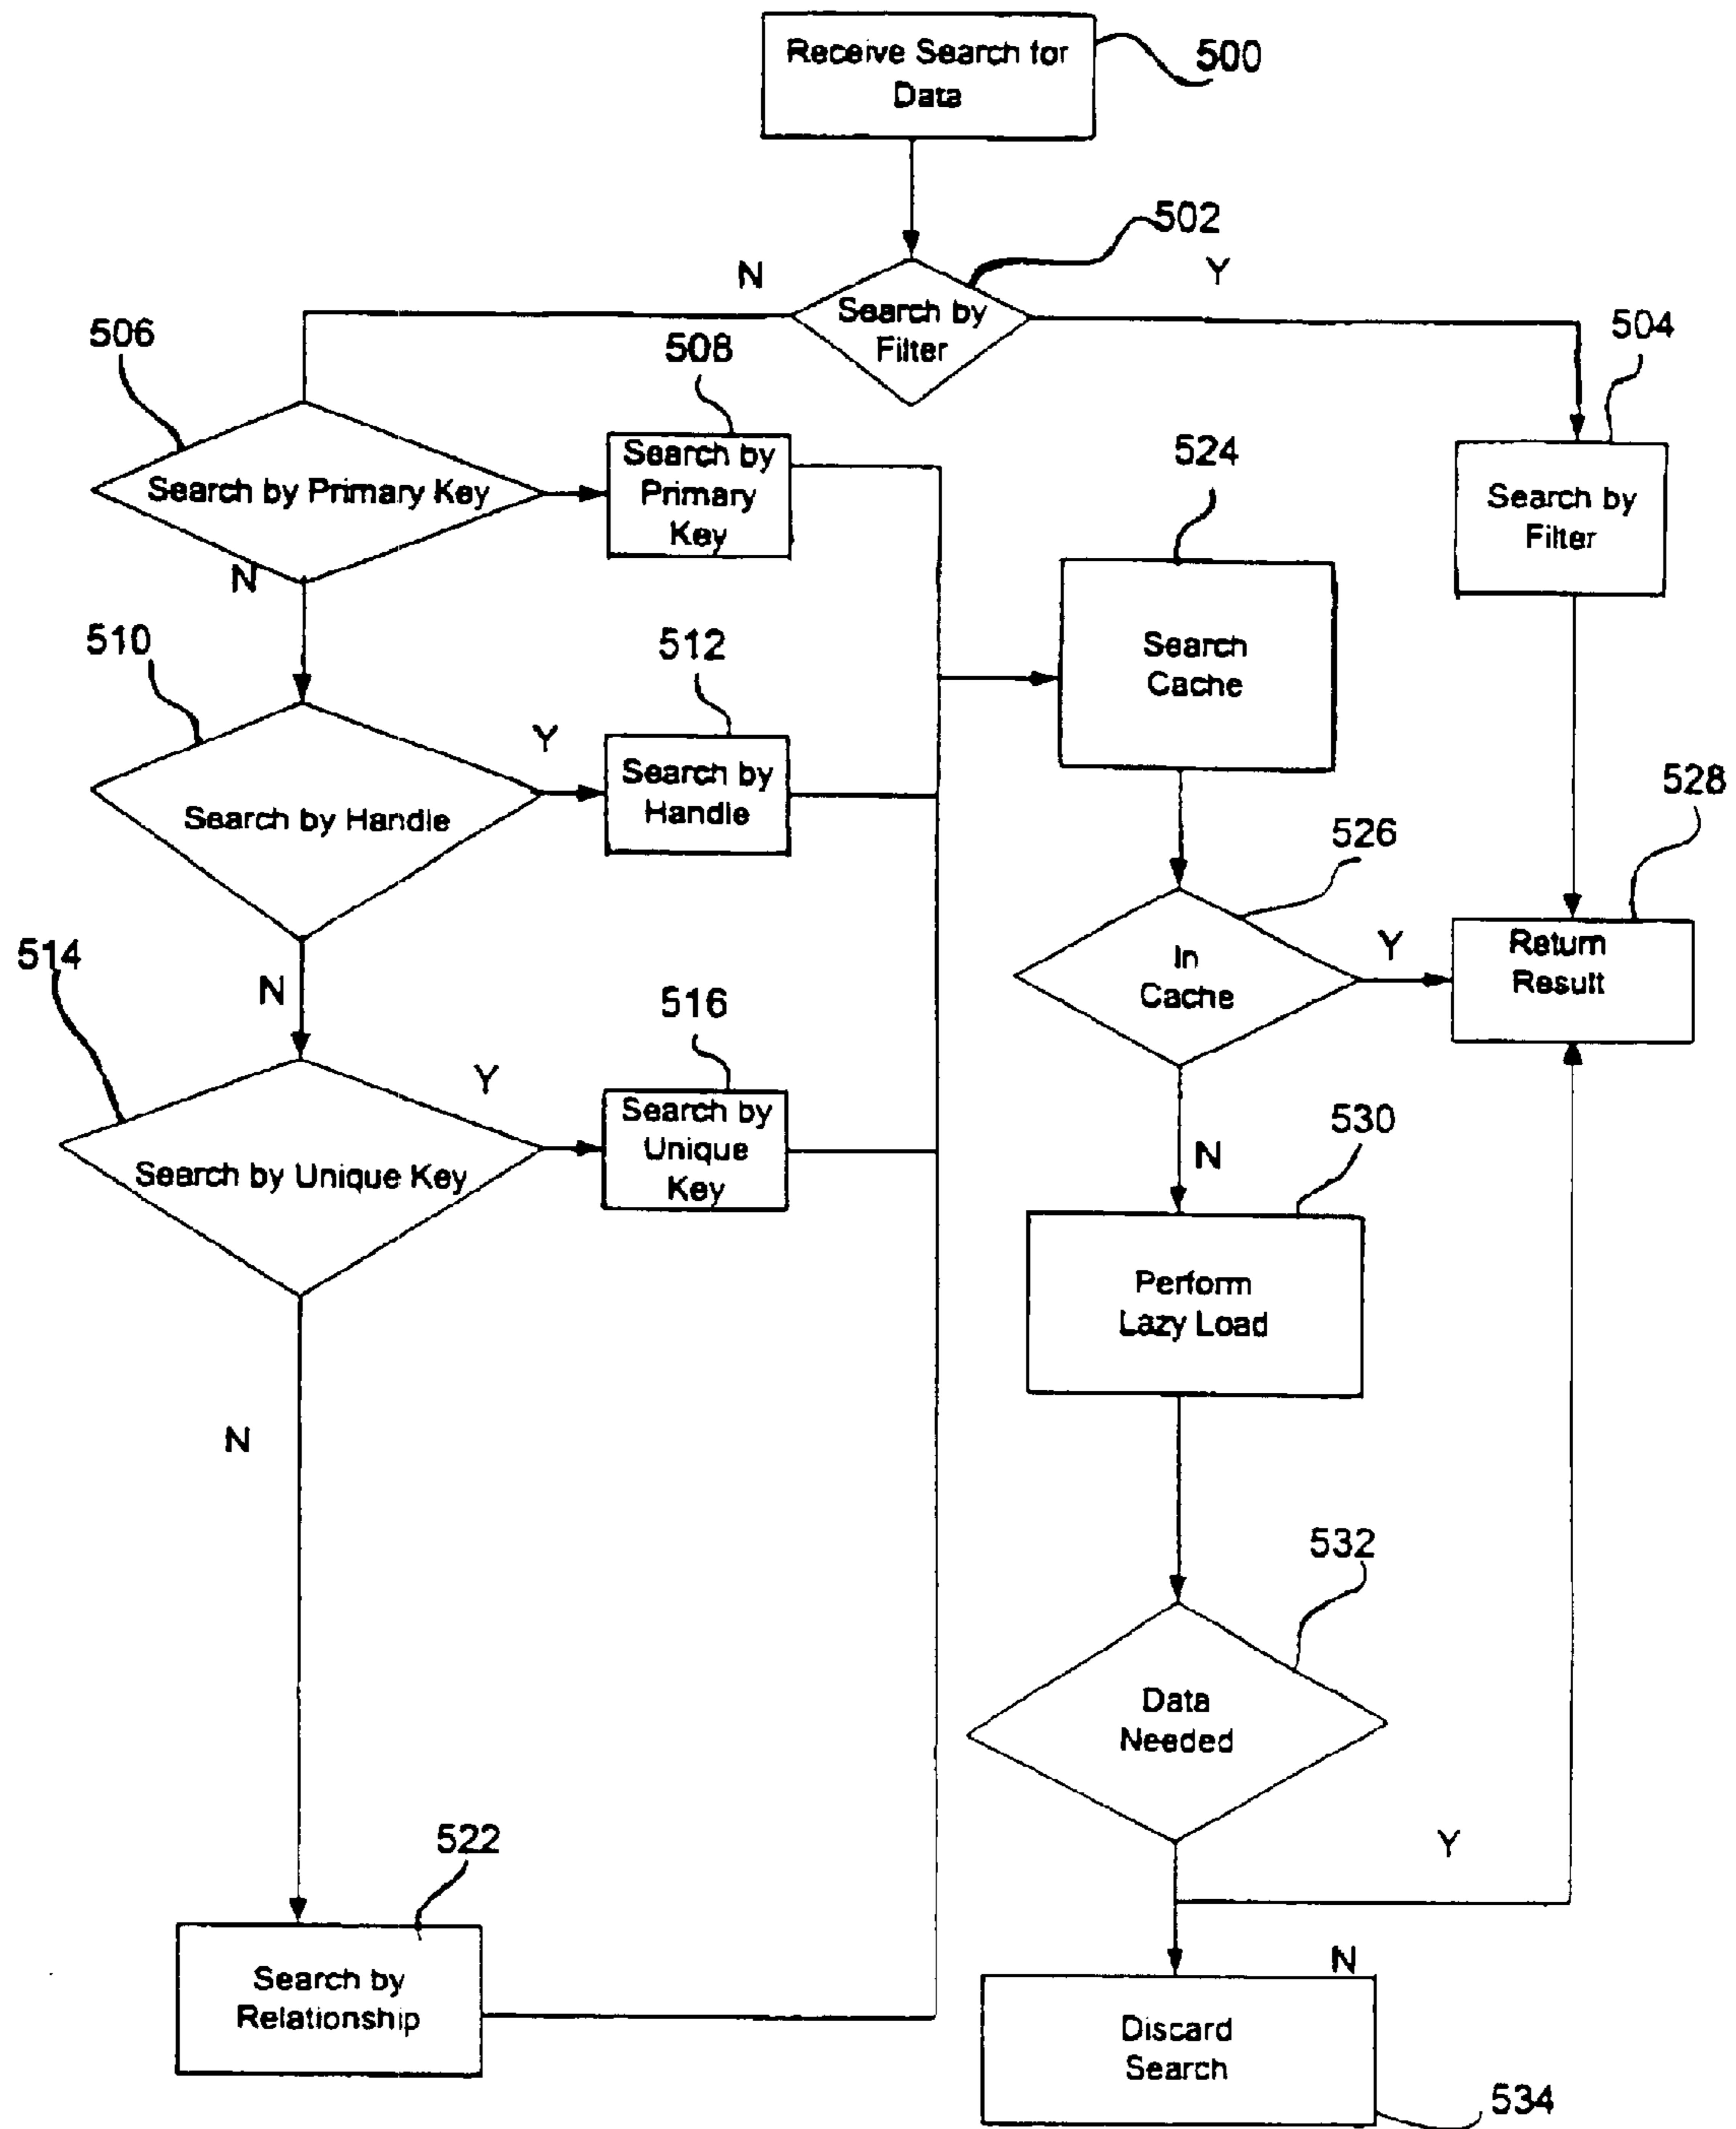 Receive Search for
Data
500
502
N
Y
Search by
Filter
504
506
508
Search by
Primary
Key
Search by Primary Key
524
Search by
Filter
N
510
512
Search
Cache
Y
Search by
Handle
Search by Handle
528
526
514
N
516
In
Cache
Y
Return
Result
Y
Search by
Unique
Key
Search by Unique Key
530
N
Perform
Lazy Load
N
532
Data
Needed
522
Y
Search by
Relationship
N
Discard
Search
534